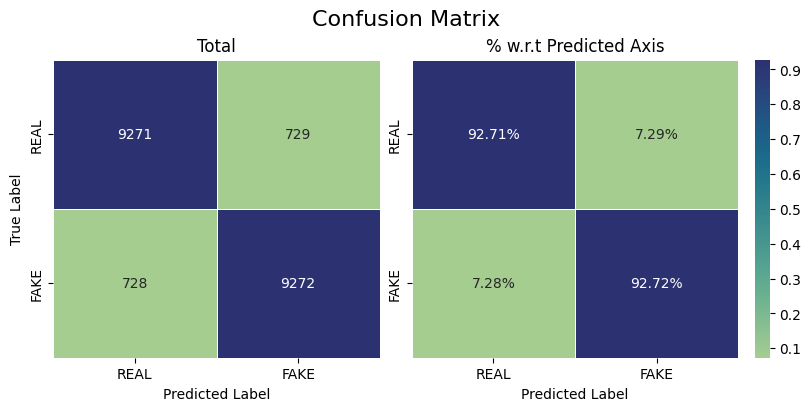 Confusion Matrix
Total
% w.r.t Predicted Axis
REAL
9271
729
REAL
92.71%
7.29%
True Label
FAKE
728
9272
FAKE
7.28%
92.72%
REAL
FAKE
REAL
FAKE
Predicted Label
Predicted Label
0.9
0.8
0.7
0.6
0.5
0.4
0.3
0.2
0.1